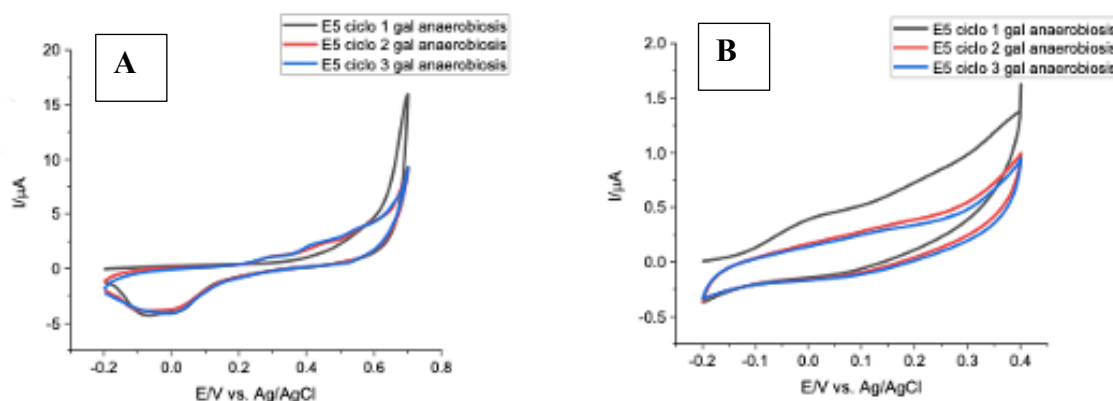 A
E5 ciclo 1 gal anaerobiosis
E5 ciclo 2 gal anaerobiosis
E5 ciclo 3 gal anaerobiosis
20
15
10
5
0
-5
I/µA
-0.2 0.0 0.2 0.4 0.6 0.8
E/V vs. Ag/AgCl
B
E5 ciclo 1 gal anaerobiosis
E5 ciclo 2 gal anaerobiosis
E5 ciclo 3 gal anaerobiosis
2.0
1.5
1.0
0.5
0.0
-0.5
I/µA
-0.2 -0.1 0.0 0.1 0.2 0.3 0.4
E/V vs. Ag/AgCl